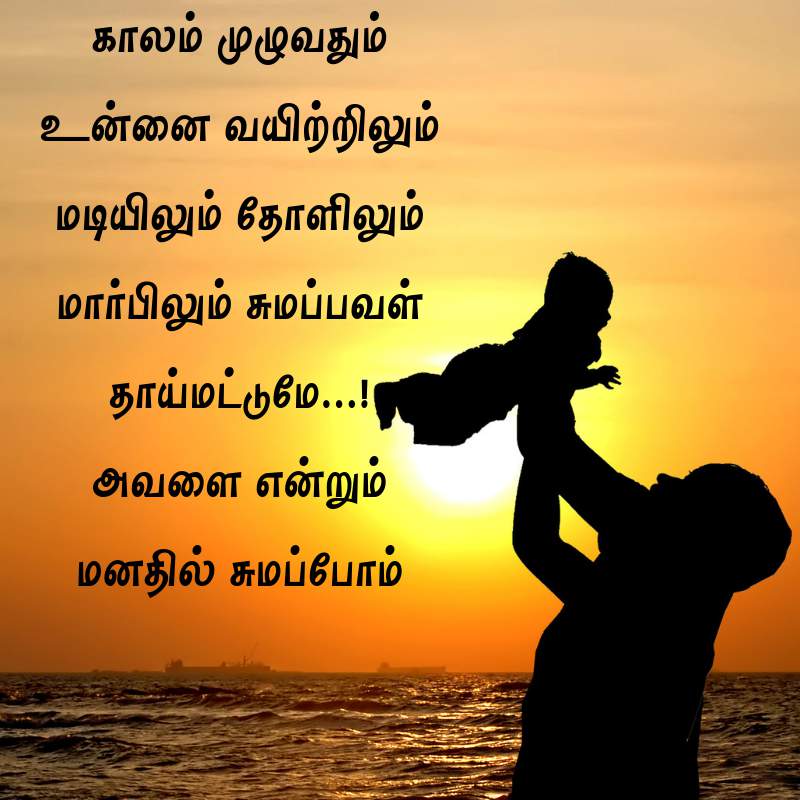 காலம் முழுவதும்
உன்னை வயிற்றிலும்
மடியிலும் தோளிலும்
மார்பிலும் சுமப்பவள்
தாய்மட்டுமே...!
அவளை என்றும்
மனதில் சுமப்போம்